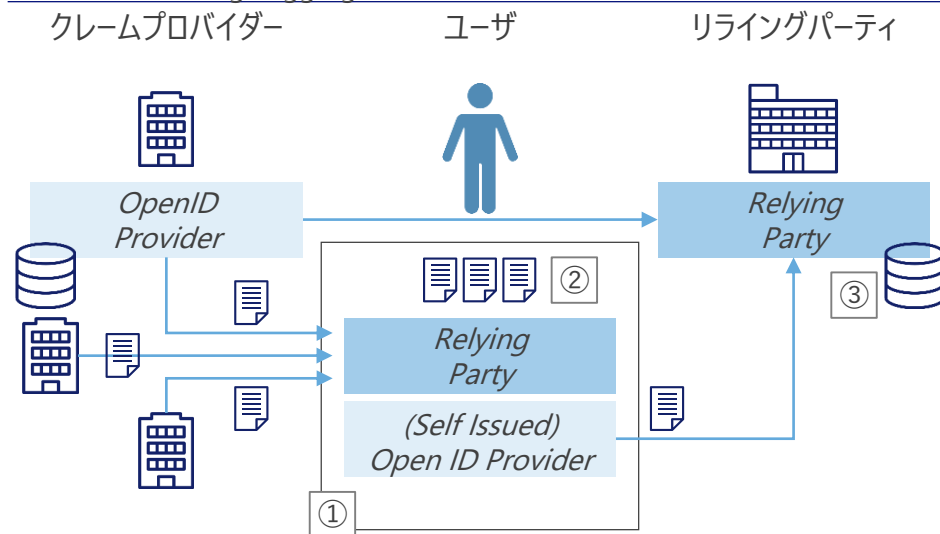 クレームプロバイダー
ユーザ
リライングパーティ
OpenID
Provider
Relying
Party
②
③
Relying
Party
(Self Issued)
Open ID Provider
①